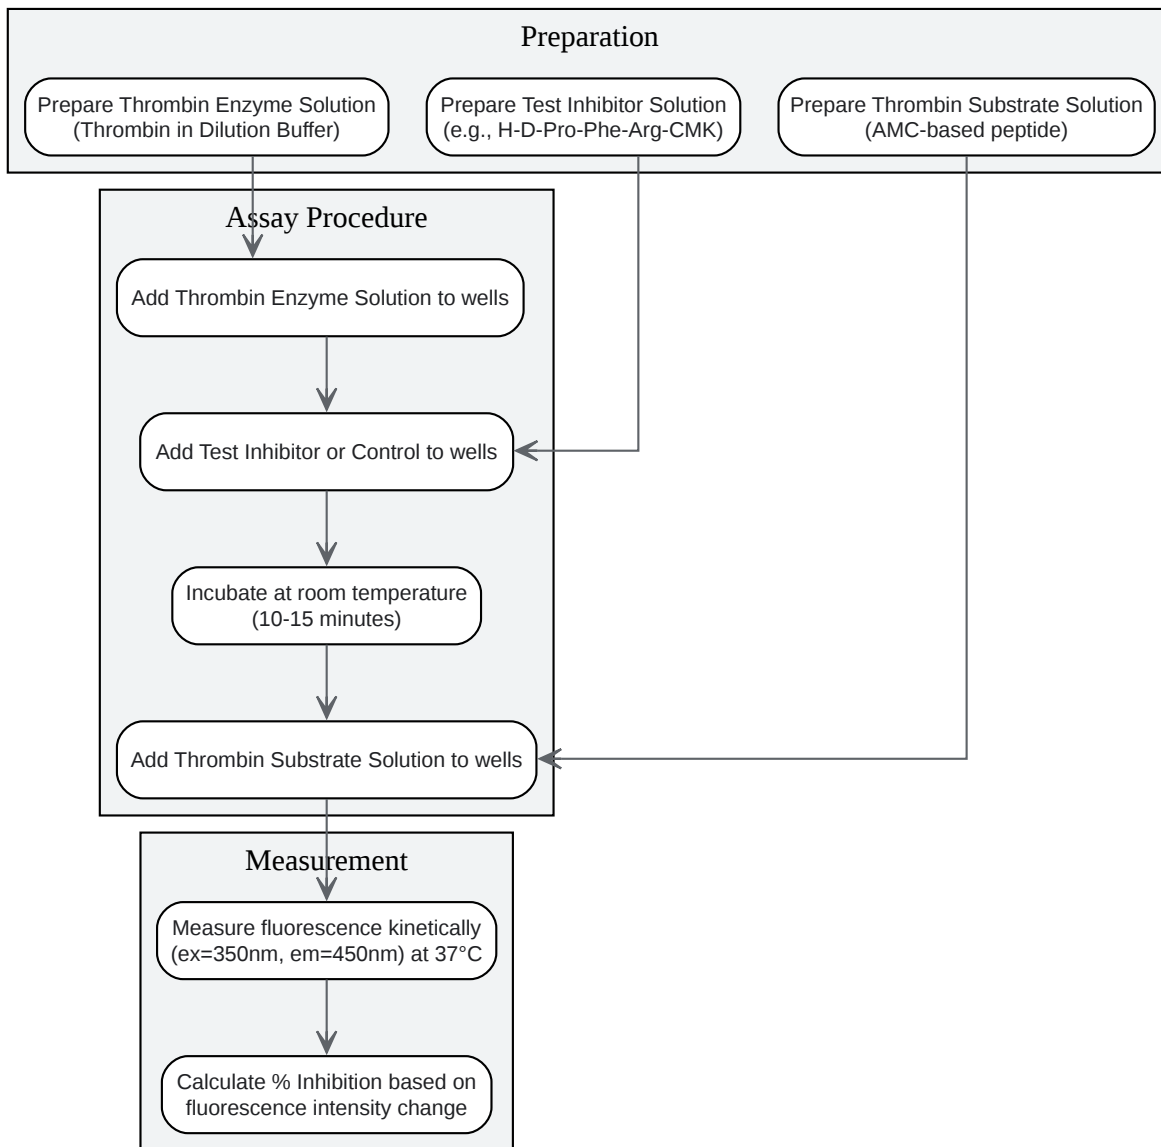 Preparation
Prepare Thrombin Enzyme Solution
(Thrombin in Dilution Buffer)
Prepare Test Inhibitor Solution
(e.g., H-D-Pro-Phe-Arg-CMK)
Prepare Thrombin Substrate Solution
(AMC-based peptide)
Assay Procedure
Add Thrombin Enzyme Solution to wells
Add Test Inhibitor or Control to wells
Incubate at room temperature
(10-15 minutes)
Add Thrombin Substrate Solution to wells
Measurement
Measure fluorescence kinetically
(ex=350nm, em=450nm) at 37°C
Calculate % Inhibition based on
fluorescence intensity change